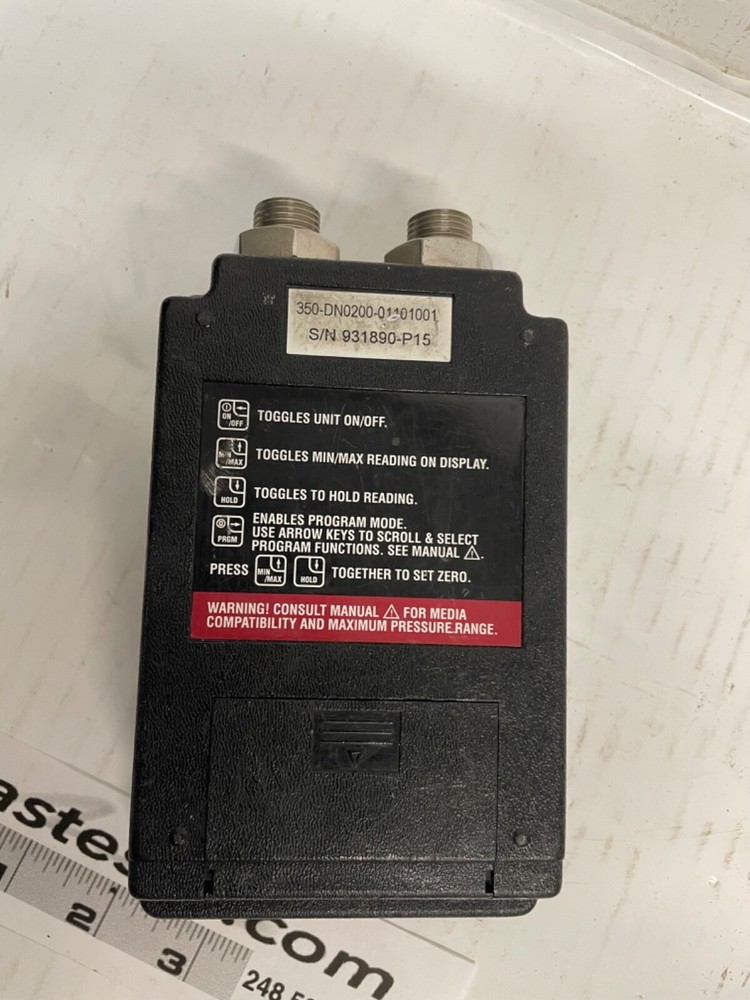 350-DN0200-01101001
S/N 931890-P15
ON
/OFF
TOGGLES UNIT ON/OFF.
MIN
/MAX
TOGGLES MIN/MAX READING ON DISPLAY.
HOLD
TOGGLES TO HOLD READING.
PRGM
ENABLES PROGRAM MODE.
USE ARROW KEYS TO SCROLL & SELECT
PROGRAM FUNCTIONS. SEE MANUAL ⚠.
PRESS MIN/MAX HOLD TOGETHER TO SET ZERO.
WARNING! CONSULT MANUAL ⚠ FOR MEDIA
COMPATIBILITY AND MAXIMUM PRESSURE RANGE.
.com
1 2 3
248